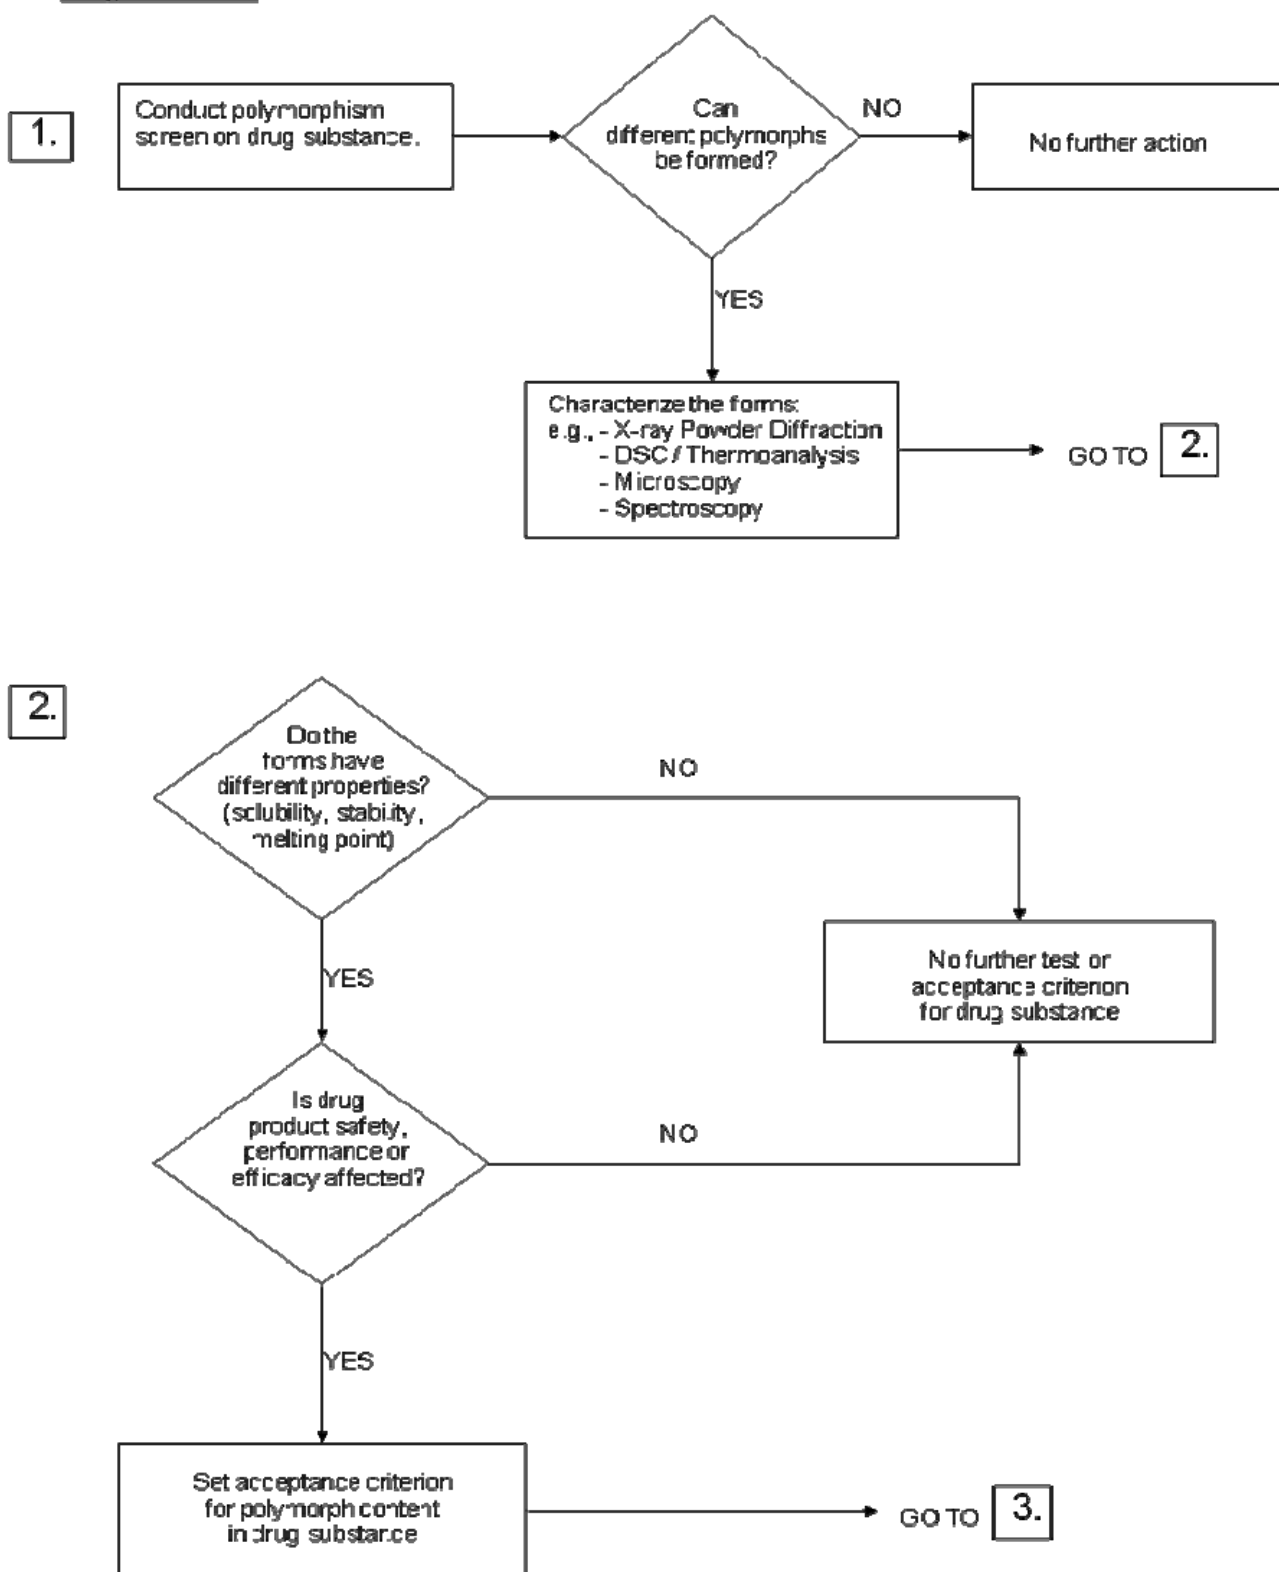 1.
Conduct polymorphism
screen on drug substance.
Can
different polymorphs
be formed?
NO
No further action
YES
Characterize the forms:
e.g., - X-ray Powder Diffraction
- DSC / Thermoanalysis
- Microscopy
- Spectroscopy
GO TO 2.
2.
Do the
forms have
different properties?
(solubility, stability,
melting point)
NO
No further test or
acceptance criterion
for drug substance
YES
Is drug
product safety,
performance or
efficacy affected?
NO
YES
Set acceptance criterion
for polymorph content
in drug substance
GO TO 3.